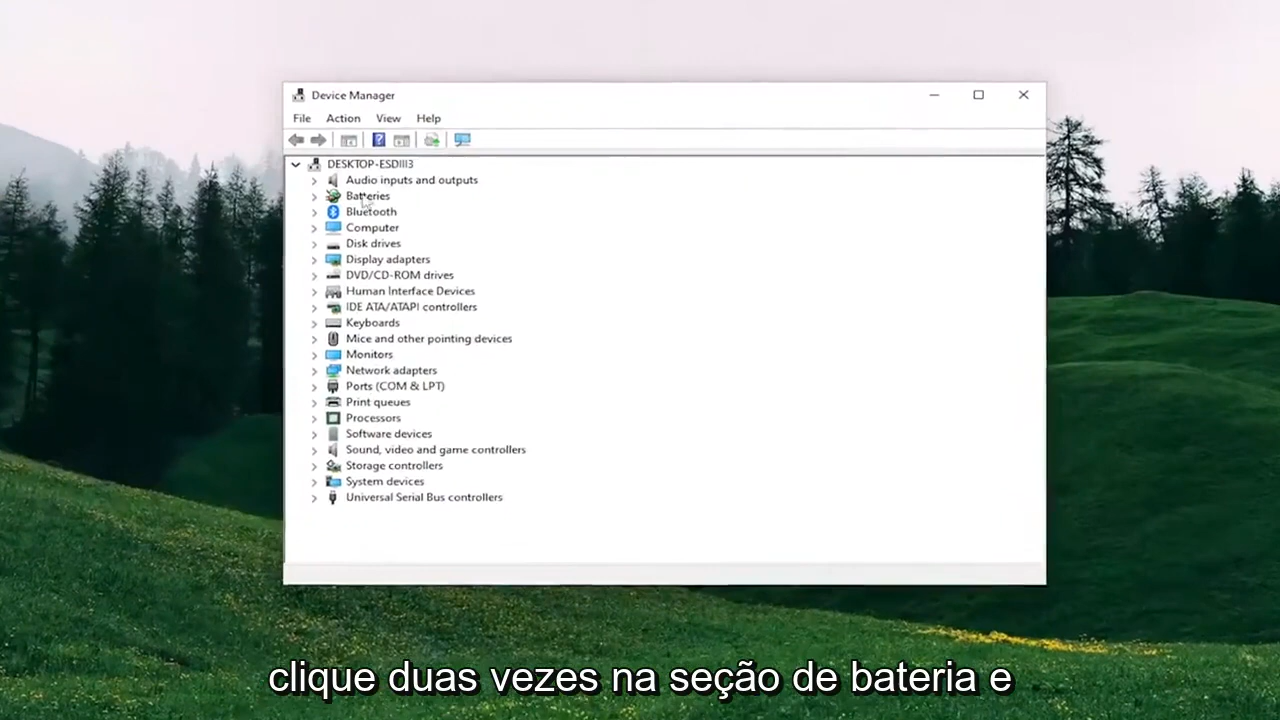 Device Manager
File Action View Help
DESKTOP-ESDIII3
Audio inputs and outputs
Batteries
Bluetooth
Computer
Disk drives
Display adapters
DVD/CD-ROM drives
Human Interface Devices
IDE ATA/ATAPI controllers
Keyboards
Mice and other pointing devices
Monitors
Network adapters
Ports (COM & LPT)
Print queues
Processors
Software devices
Sound, video and game controllers
Storage controllers
System devices
Universal Serial Bus controllers
clique duas vezes na seção de bateria e